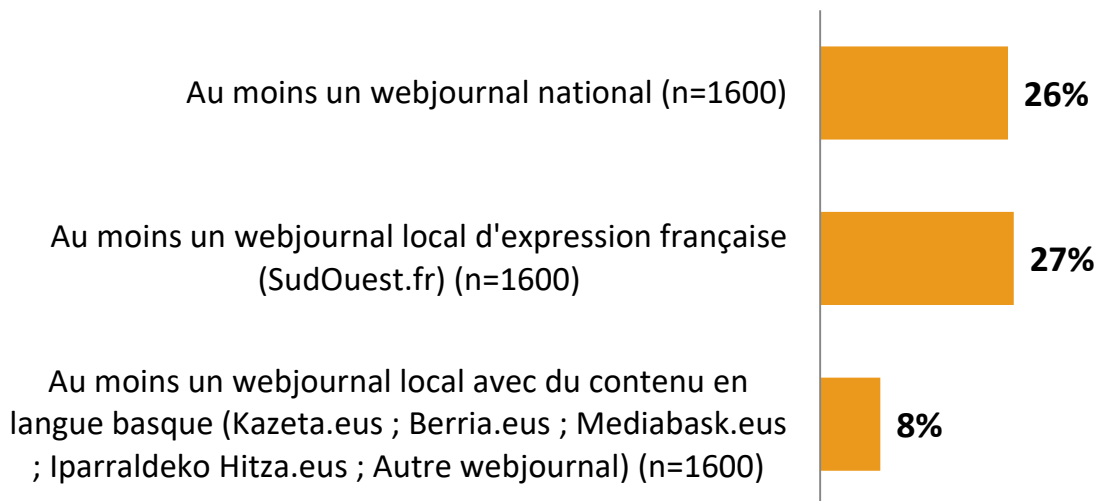 Au moins un webjournal national (n=1600)
26%
Au moins un webjournal local d'expression française
(SudOuest.fr) (n=1600)
27%
Au moins un webjournal local avec du contenu en
langue basque (Kazeta.eus ; Berria.eus ; Mediabask.eus
; Iparraldeko Hitza.eus ; Autre webjournal) (n=1600)
8%